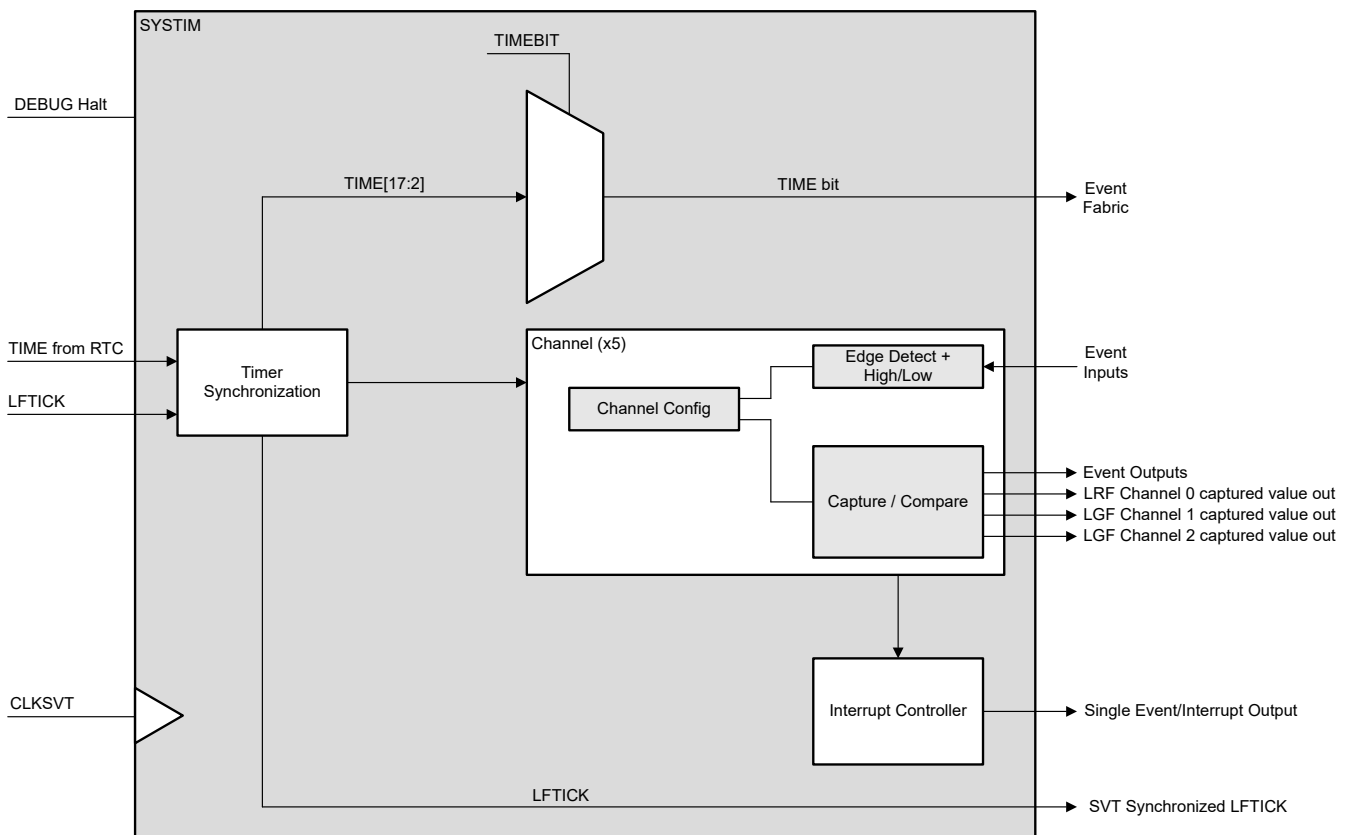 SYSTIM
TIMEBIT
DEBUG Halt
TIME[17:2]
TIME bit
Event
Fabric
TIME from RTC
LFTICK
Timer
Synchronization
Channel (x5)
Edge Detect +
High/Low
Event
Inputs
Channel Config
Capture / Compare
Event Outputs
LRF Channel 0 captured value out
LGF Channel 1 captured value out
LGF Channel 2 captured value out
CLKSVT
Interrupt Controller
Single Event/Interrupt Output
LFTICK
SVT Synchronized LFTICK